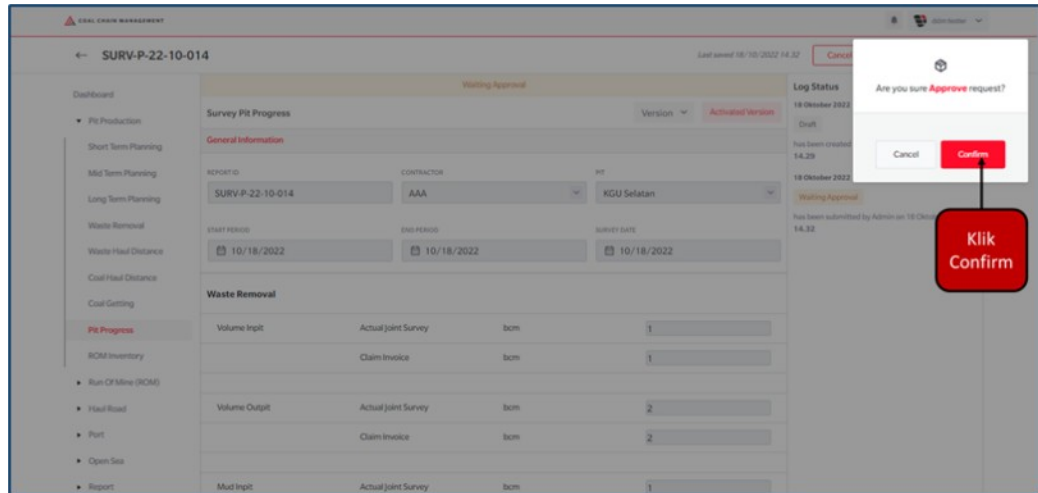 COAL CHAIN MANAGEMENT
John Isdor
← SURV-P-22-10-014
Last saved 18/10/2022 14.32
Cancel
Waiting Approval
Dashboard
Pit Production
Short Term Planning
Mid Term Planning
Long Term Planning
Waste Removal
Waste Haul Distance
Coal Haul Distance
Coal Getting
Pit Progress
ROM Inventory
Run Of Mine (ROM)
Haul Road
Port
Open Sea
Report
Survey Pit Progress
Version
Activated Version
General Information
REPORT ID
CONTRACTOR
PIT
SURV-P-22-10-014
AAA
KGU Selatan
START PERIOD
END PERIOD
SURVEY DATE
10/18/2022
10/18/2022
10/18/2022
Waste Removal
Volume Inpit Actual Joint Survey bcm 1
Claim Invoice bcm 1
Volume Outpit Actual Joint Survey bcm 2
Claim Invoice bcm 2
Mud Inpit Actual Joint Survey bcm 1
Log Status
18 Oktober 2022
Draft
has been created
14.29
18 Oktober 2022
Waiting Approval
has been submitted by Admin on 18 Oktober
14.32
Are you sure Approve request?
Cancel
Confirm
Klik
Confirm